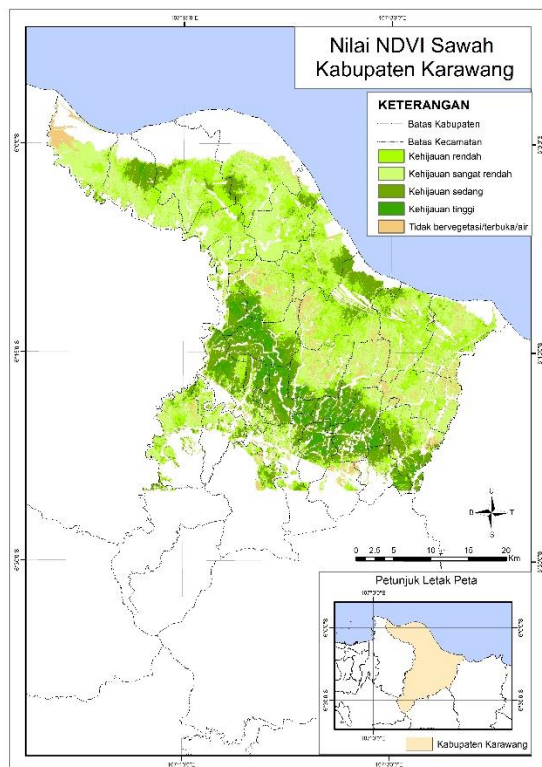 Nilai NDVI Sawah
Kabupaten Karawang
KETERANGAN
Batas Kabupaten
Batas Kecamatan
Kehijauan rendah
Kehijauan sangat rendah
Kehijauan sedang
Kehijauan tinggi
Tidak bervegetasi/terbuka/air
U
B
T
S
0 2.5 5 10 15 20
Km
Petunjuk Letak Peta
Kabupaten Karawang